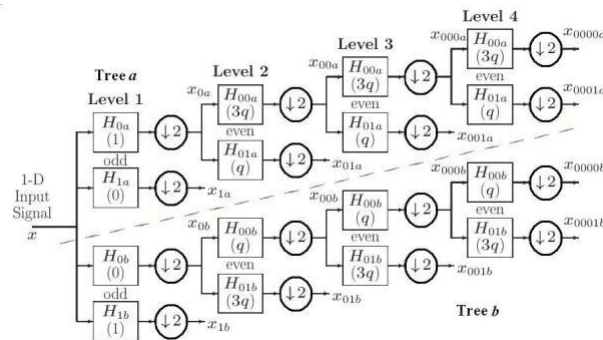 Level 4
Level 3
Level 2
Tree a
Level 1
x0000a
x000a
H00a
(3q)
↓2
even
x0001a
H01a
(q)
↓2
x00a
H00a
(3q)
↓2
even
H01a
(q)
↓2
x001a
x0a
H00a
(3q)
↓2
even
H01a
(q)
↓2
x01a
H0a
(1)
↓2
odd
H1a
(0)
↓2
x1a
1-D
Input
Signal
x
H0b
(0)
↓2
odd
H1b
(1)
↓2
x1b
x0b
H00b
(q)
↓2
even
H01b
(3q)
↓2
x01b
x00b
H00b
(q)
↓2
even
H01b
(3q)
↓2
x001b
x000b
H00b
(q)
↓2
x0000b
even
H01b
(3q)
↓2
x0001b
Tree b